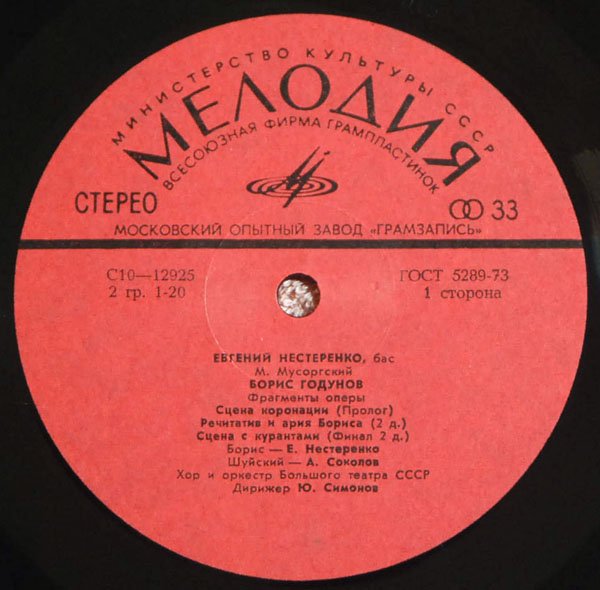 МИНИСТЕРСТВО КУЛЬТУРЫ СССР
МЕЛОДИЯ
ВСЕСОЮЗНАЯ ФИРМА ГРАМПЛАСТИНОК
СТЕРЕО
33
МОСКОВСКИЙ ОПЫТНЫЙ ЗАВОД «ГРАМЗАПИСЬ»
С10—12925
ГОСТ 5289-73
2 гр. 1-20
1 сторона
ЕВГЕНИЙ НЕСТЕРЕНКО, бас
М. Мусоргский
БОРИС ГОДУНОВ
Фрагменты оперы
Сцена коронации (Пролог)
Речитатив и ария Бориса (2 д.)
Сцена с курантами (Финал 2 д.)
Борис — Е. Нестеренко
Шуйский — А. Соколов
Хор и оркестр Большого театра СССР
Дирижер Ю. Симонов